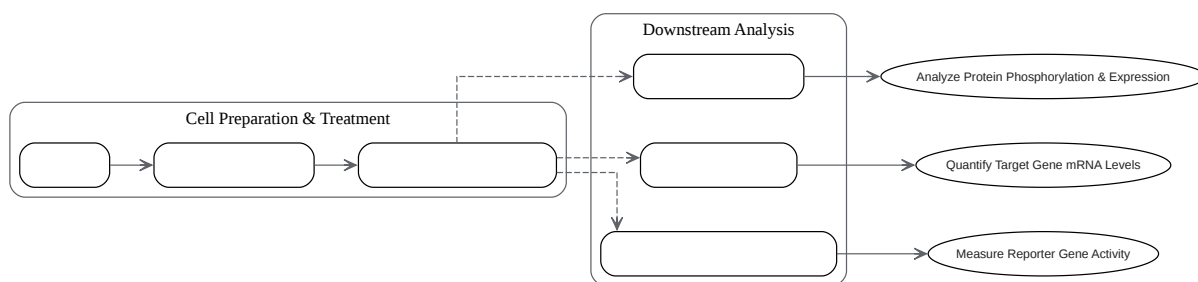 Downstream Analysis
Analyze Protein Phosphorylation & Expression
Cell Preparation & Treatment
Quantify Target Gene mRNA Levels
Measure Reporter Gene Activity